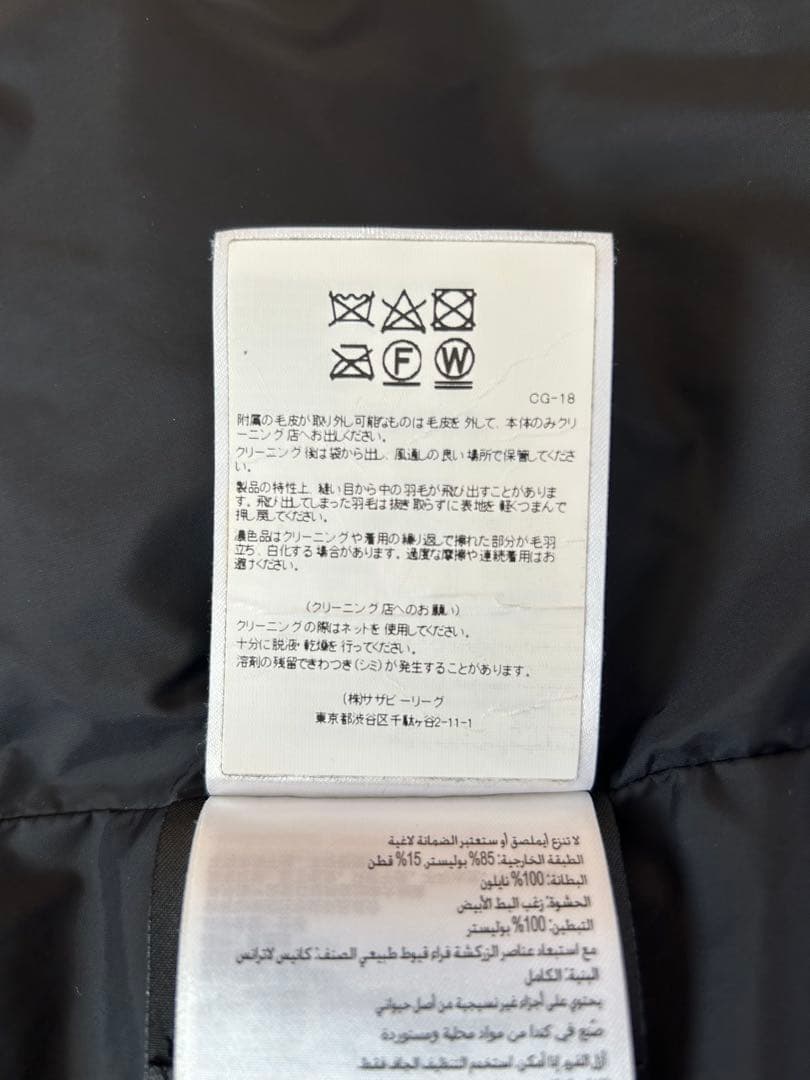 F W
CG-18
附属の毛皮が取り外し可能なものは毛皮を外して、本体のみクリ
ーニング店へお出しください。
クリーニング後は袋から出し、風通しの良い場所で保管してくださ
い。
製品の特性上、縫い目から中の羽毛が飛び出すことがありま
す。飛び出してしまった羽毛は抜き取らずに表地を軽くつまんで
押し戻してください。
濃色品はクリーニングや着用の繰り返しで擦れた部分が毛羽
立ち、白化する場合があります。過度な摩擦や連続着用はお
避けください。
(クリーニング店へのお願い)
クリーニングの際はネットを使用してください。
十分に脱液・乾燥を行ってください。
溶剤の残留できわつき(シミ)が発生することがあります。
(株)サザビーリーグ
東京都渋谷区千駄ヶ谷2-11-1
لا تنزع أيملصق أو ستعتبر الضمانة لاغية
الطبقة الخارجية: 85% بوليستر, 15% قطن
البطانة: 100% نايلون
الحشوة: زغب البط الأبيض
التبطين: 100% بوليستر
مع استبعاد عناصر الزركشة فراء قيوط طبيعي الصنف: كانيس لاترانس
البنية: الكامل
يحتوي على أجزاء غير نسيجية من أصل حيواني
صُنع في كندا من مواد محلية ومستوردة
أزل الفرو إذا أمكن. استخدم التنظيف الجاف فقط.